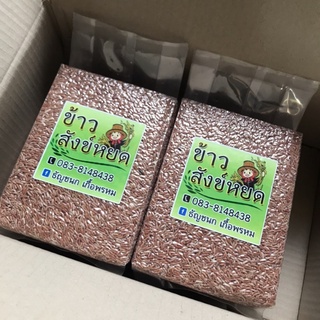 ข้าว
สังข์หยด
083-8148438
ธัญชนก เกื้อพรหม
ข้าว
สังข์หยด
083-8148438
ธัญชนก เกื้อพรหม